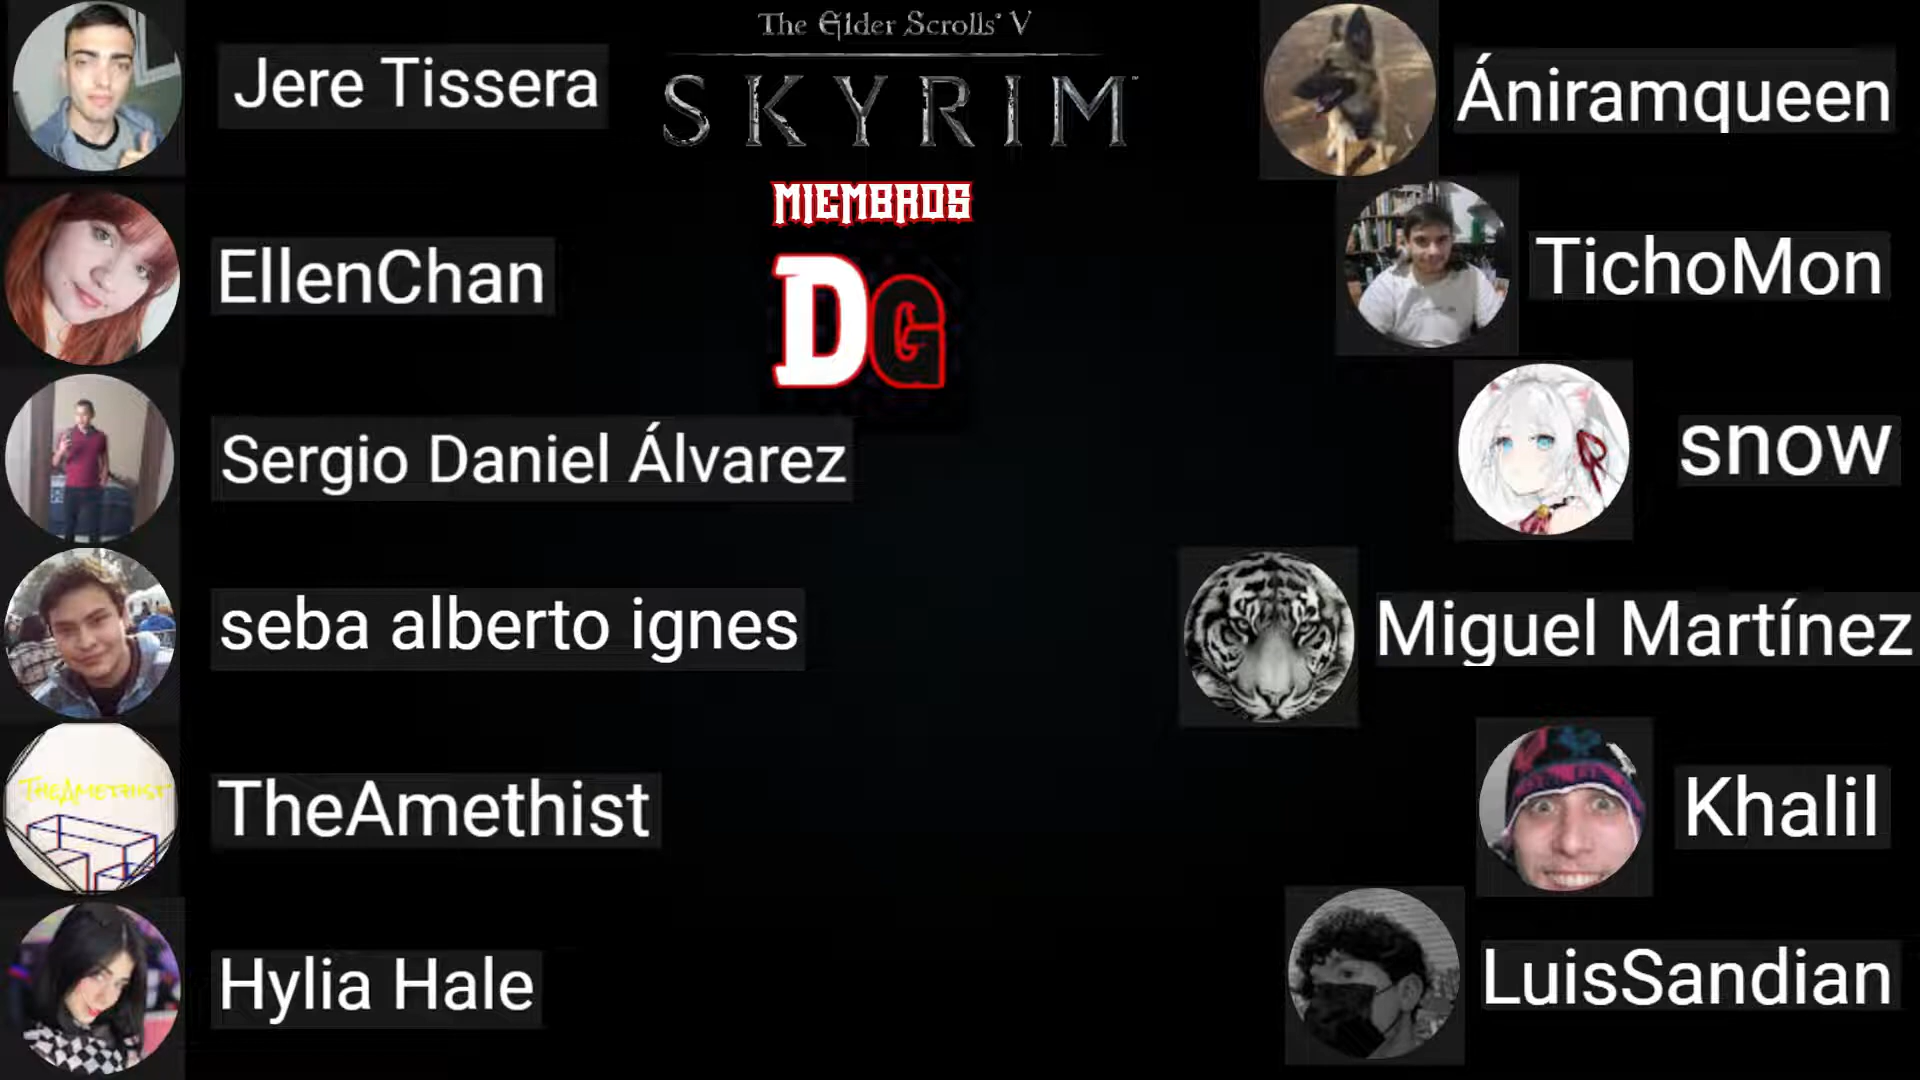 The Elder Scrolls V
SKYRIM
MIEMBROS
DG
Jere Tissera
EllenChan
Sergio Daniel Álvarez
seba alberto ignes
TheAmethist
TheAmethist
Hylia Hale
Ániramqueen
TichoMon
snow
Miguel Martínez
Khalil
LuisSandian